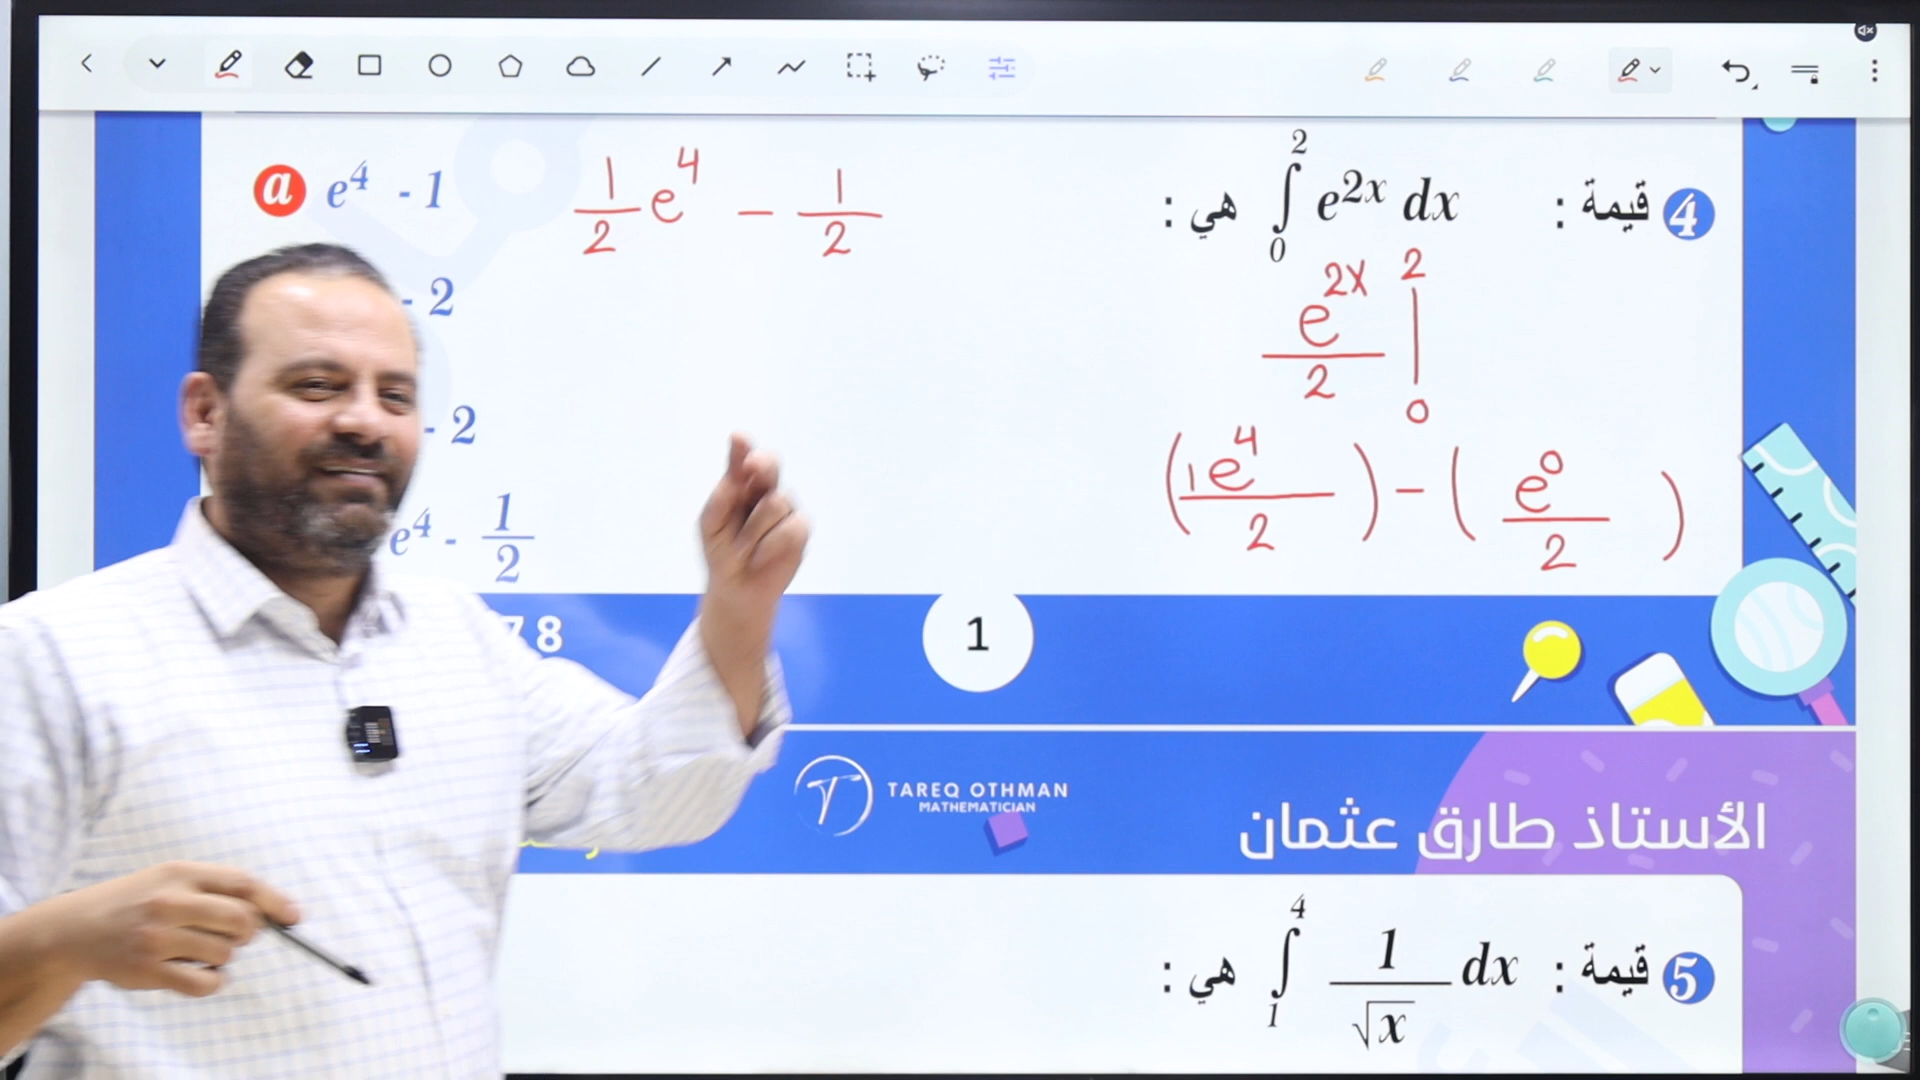 4 قيمة : ∫₀² e^{2x} dx هي :
a e⁴ - 1
- 2
- 2
e⁴ - 1/2
1/2 e⁴ - 1/2
e^{2x}/2 |₀²
(1e⁴/2) - (e⁰/2)
78
1
TAREQ OTHMAN
MATHEMATICIAN
الأستاذ طارق عثمان
5 قيمة : ∫₁⁴ 1/√x dx هي :